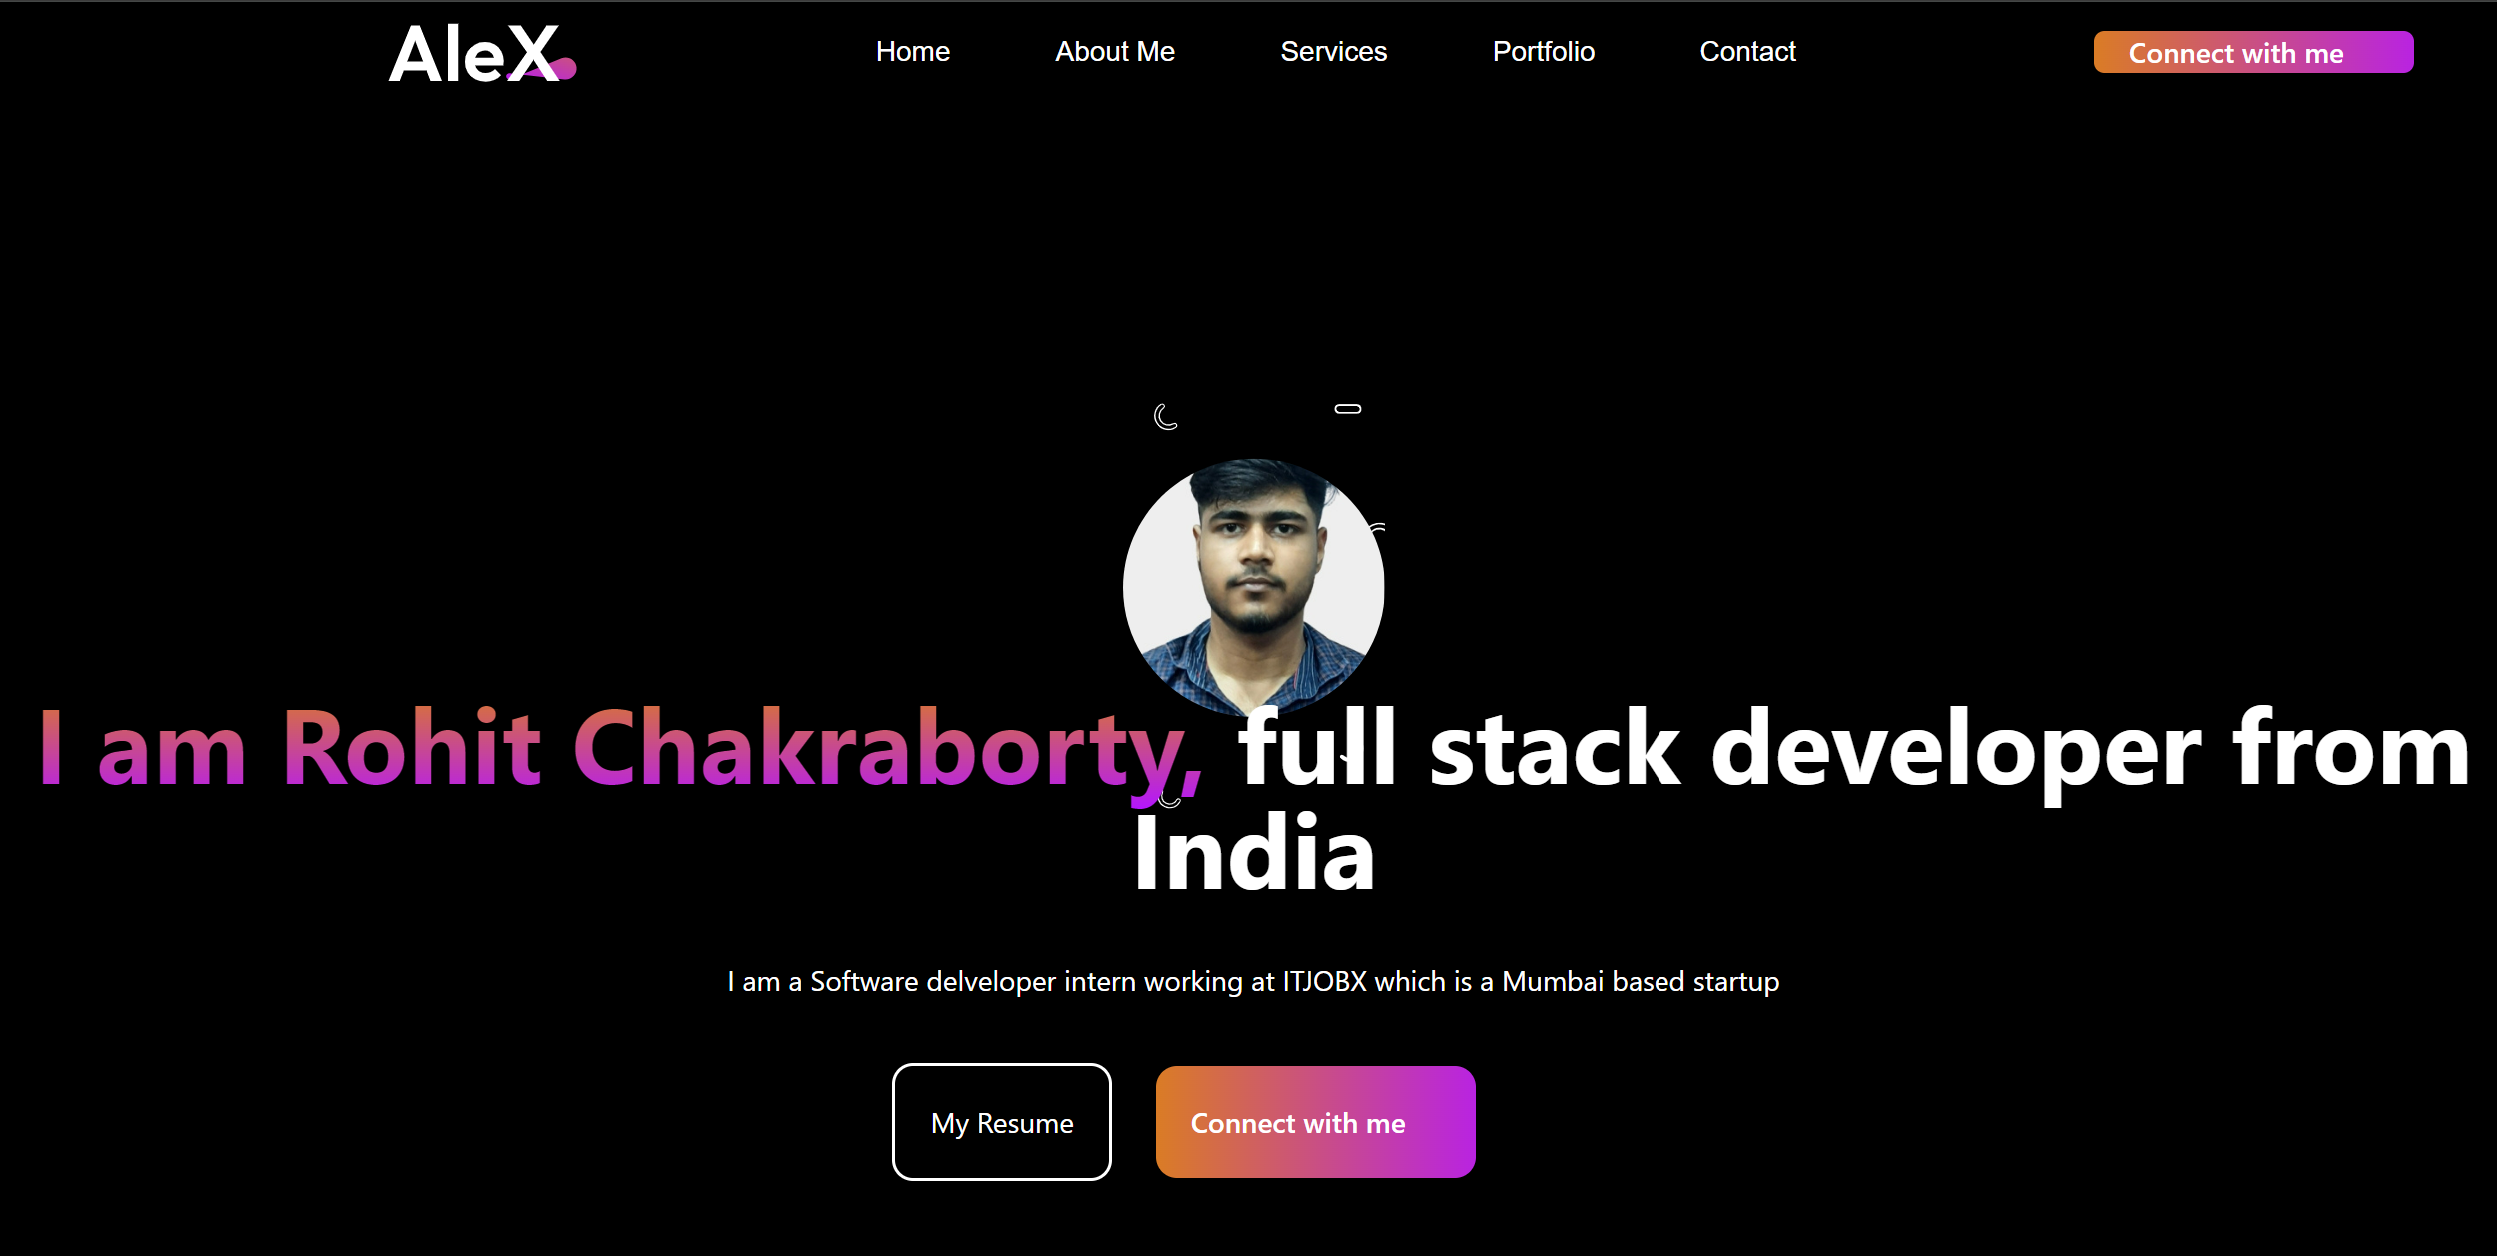 AleX
Home
About Me
Services
Portfolio
Contact
Connect with me
I am Rohit Chakraborty, full stack developer from
India
I am a Software delveloper intern working at ITJOBX which is a Mumbai based startup
My Resume
Connect with me